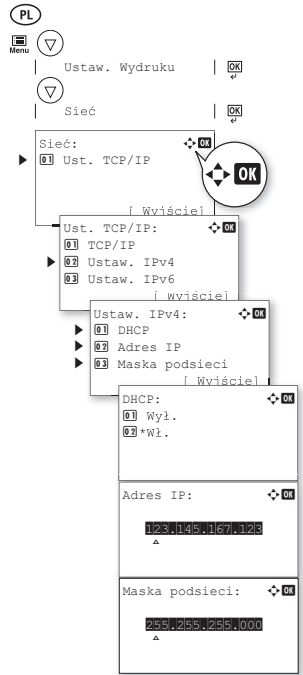 PL
Menu
Ustaw. Wydruku OK
Sieć OK
Sieć: OK
01 Ust. TCP/IP
OK
[ Wyjście]
Ust. TCP/IP: OK
01 TCP/IP
02 Ustaw. IPv4
03 Ustaw. IPv6
[ Wyjście]
Ustaw. IPv4: OK
01 DHCP
02 Adres IP
03 Maska podsieci
[ Wyjście]
DHCP: OK
01 Wył.
02 *Wł.
Adres IP: OK
123.145.167.123
Maska podsieci: OK
255.255.255.000